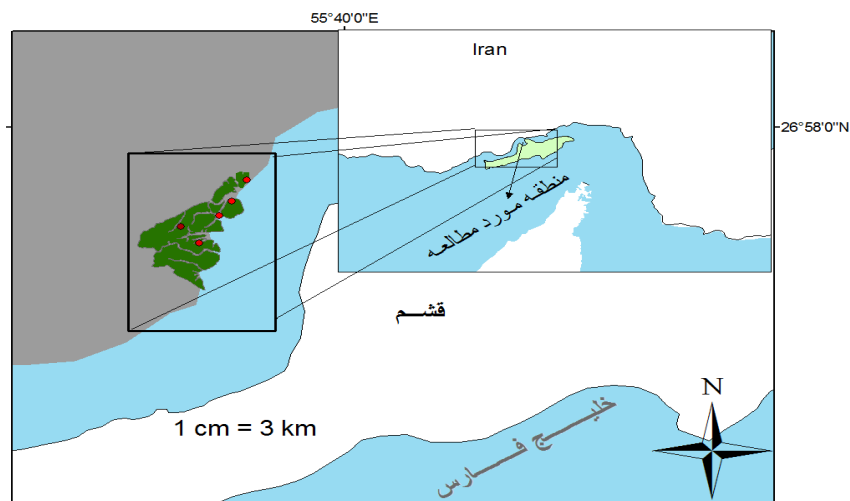 55°40'0"E
Iran
26°58'0"N
منطقه مورد مطالعه
قشم
1 cm = 3 km
خلیج فارس
N